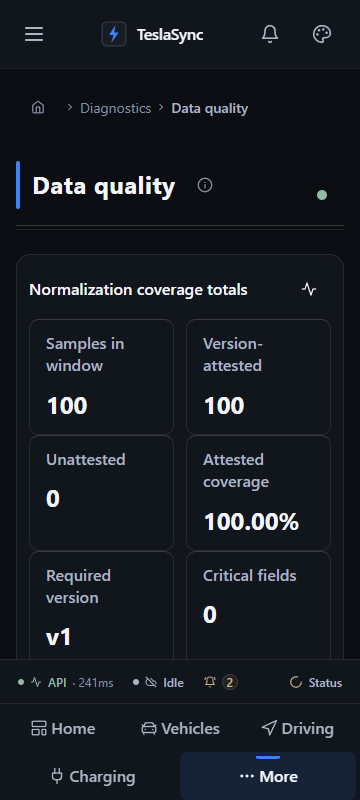 TeslaSync
Diagnostics
Data quality
Data quality
Normalization coverage totals
Samples in
window
100
Version-
attested
100
Unattested
0
Attested
coverage
100.00%
Required
version
v1
Critical fields
0
API · 241ms
Idle
2
Status
Home
Vehicles
Driving
Charging
More